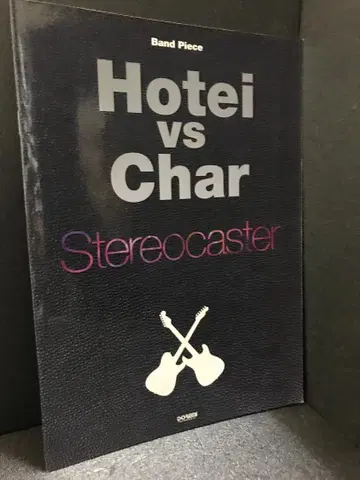 Band Piece
Hotei
vs
Char
Stereocaster